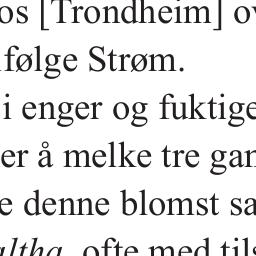 os [Trondheim] ov
følge Strøm.
i enger og fuktige
er å melke tre gan
e denne blomst sa
altha, ofte med tils